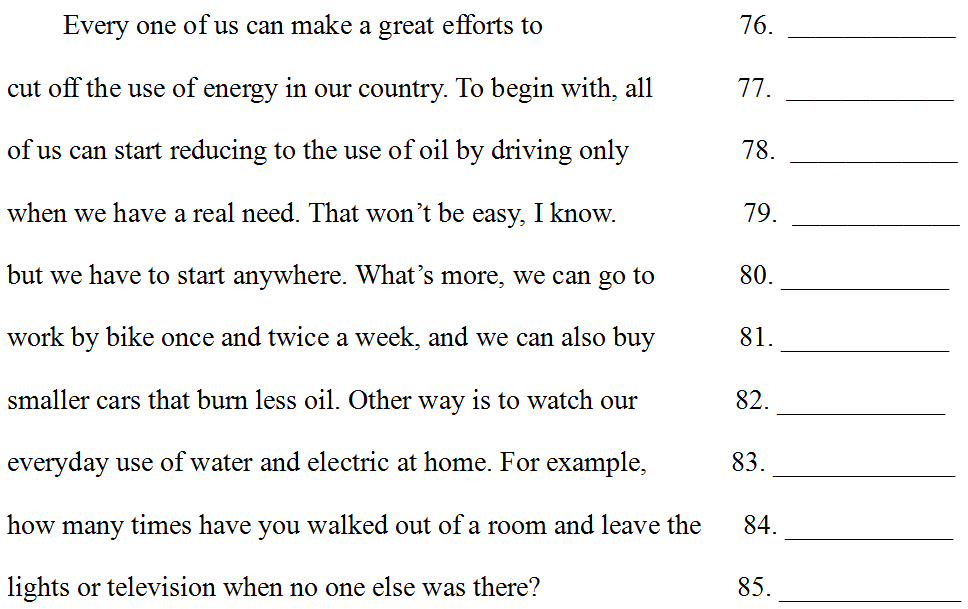 Every one of us can make a great efforts to 76. ____________
cut off the use of energy in our country. To begin with, all 77. ____________
of us can start reducing to the use of oil by driving only 78. ____________
when we have a real need. That won’t be easy, I know. 79. ____________
but we have to start anywhere. What’s more, we can go to 80. ____________
work by bike once and twice a week, and we can also buy 81. ____________
smaller cars that burn less oil. Other way is to watch our 82. ____________
everyday use of water and electric at home. For example, 83. _____________
how many times have you walked out of a room and leave the 84. ____________
lights or television when no one else was there? 85. _____________